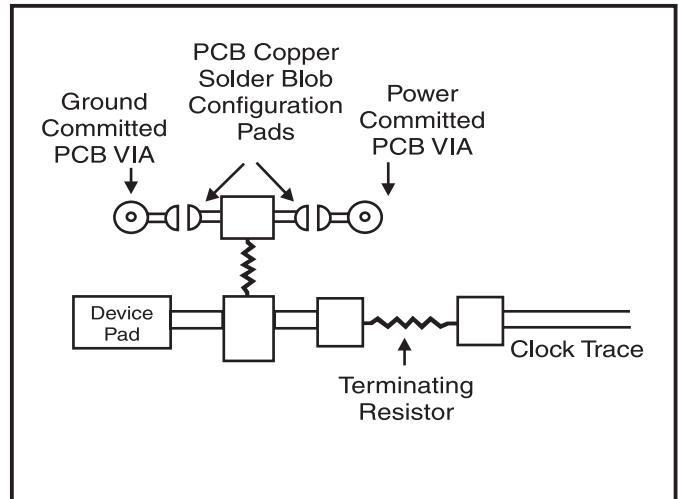 PCB Copper
Solder Blob
Configuration
Pads
Ground
Committed
PCB VIA
Power
Committed
PCB VIA
Device
Pad
Clock Trace
Terminating
Resistor